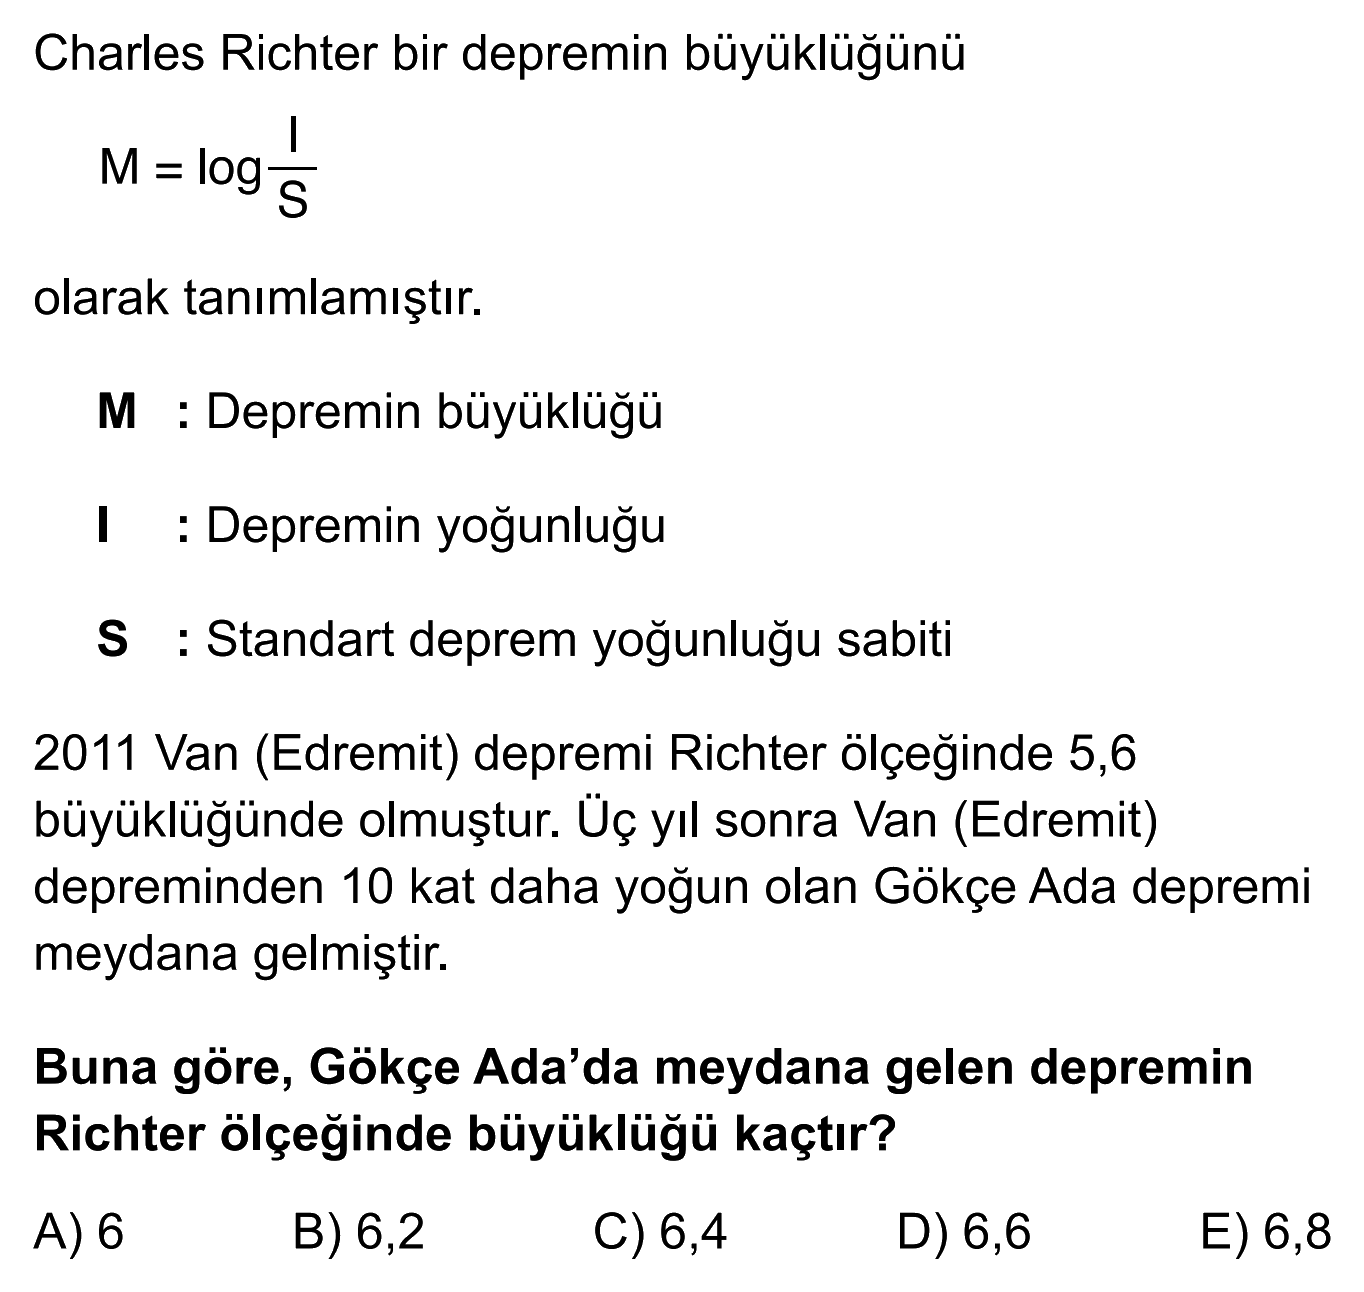 Charles Richter bir depremin büyüklüğünü
M = log I/S
olarak tanımlamıştır.
M : Depremin büyüklüğü
I : Depremin yoğunluğu
S : Standart deprem yoğunluğu sabiti
2011 Van (Edremit) depremi Richter ölçeğinde 5,6
büyüklüğünde olmuştur. Üç yıl sonra Van (Edremit)
depreminden 10 kat daha yoğun olan Gökçe Ada depremi
meydana gelmiştir.
Buna göre, Gökçe Ada’da meydana gelen depremin
Richter ölçeğinde büyüklüğü kaçtır?
A) 6 B) 6,2 C) 6,4 D) 6,6 E) 6,8